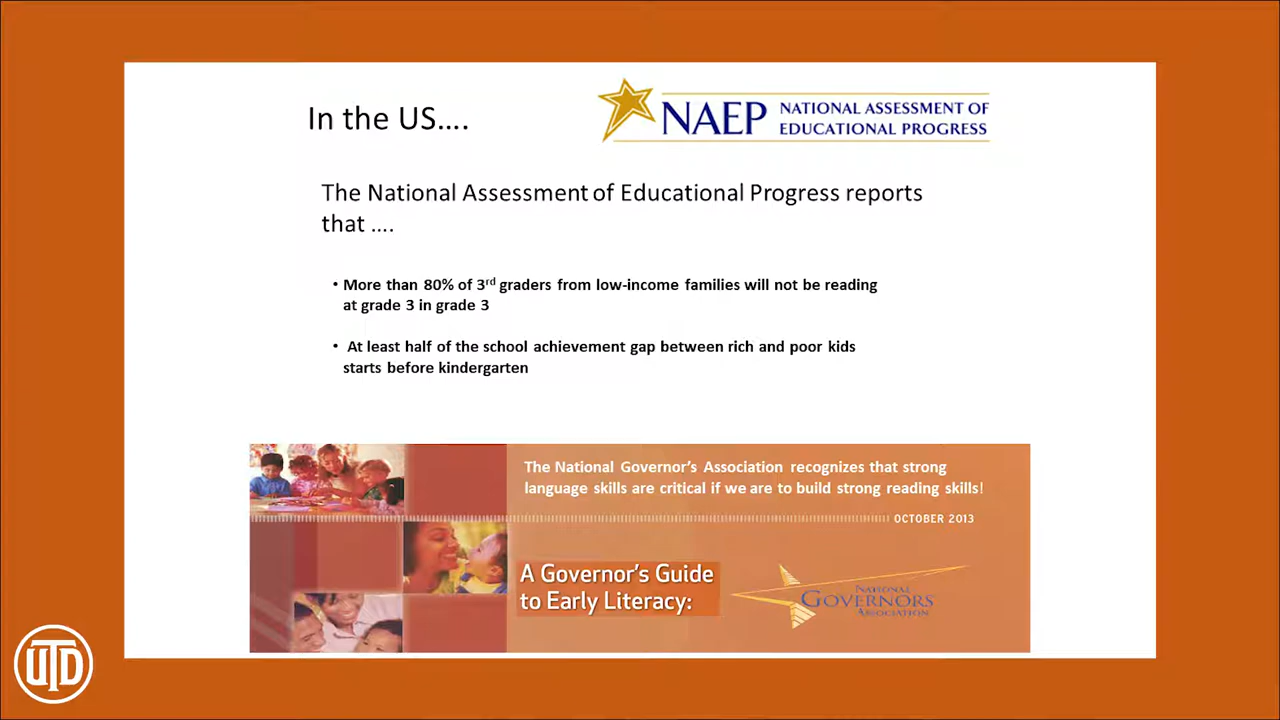 In the US….
NAEP NATIONAL ASSESSMENT OF
EDUCATIONAL PROGRESS
The National Assessment of Educational Progress reports
that ….
• More than 80% of 3rd graders from low-income families will not be reading
at grade 3 in grade 3
• At least half of the school achievement gap between rich and poor kids
starts before kindergarten
The National Governor’s Association recognizes that strong
language skills are critical if we are to build strong reading skills!
OCTOBER 2013
A Governor’s Guide
to Early Literacy:
NATIONAL
GOVERNORS
ASSOCIATION
UTD